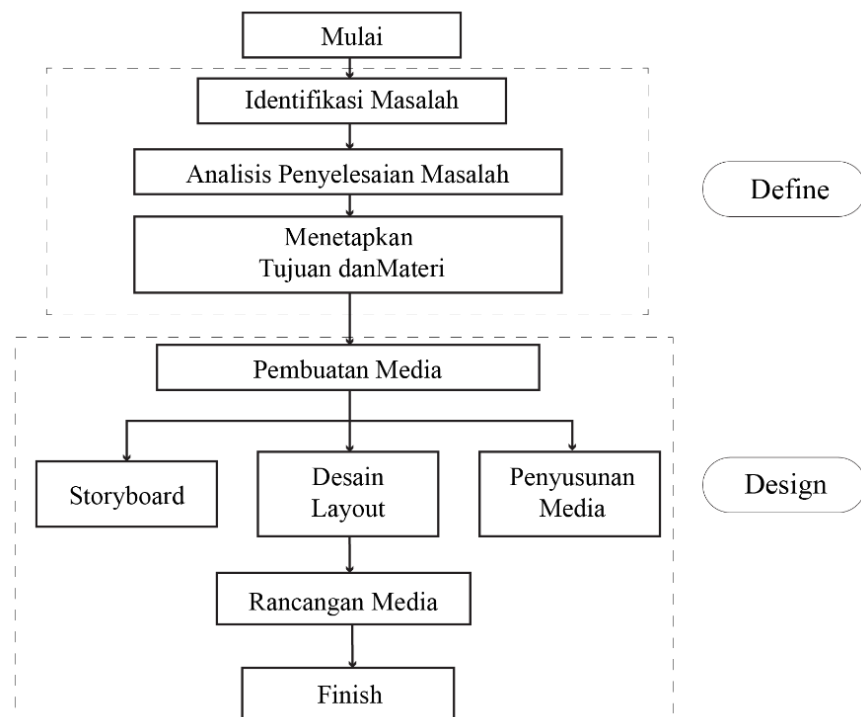 Mulai
Identifikasi Masalah
Analisis Penyelesaian Masalah
Define
Menetapkan
Tujuan danMateri
Pembuatan Media
Storyboard
Desain
Layout
Penyusunan
Media
Design
Rancangan Media
Finish